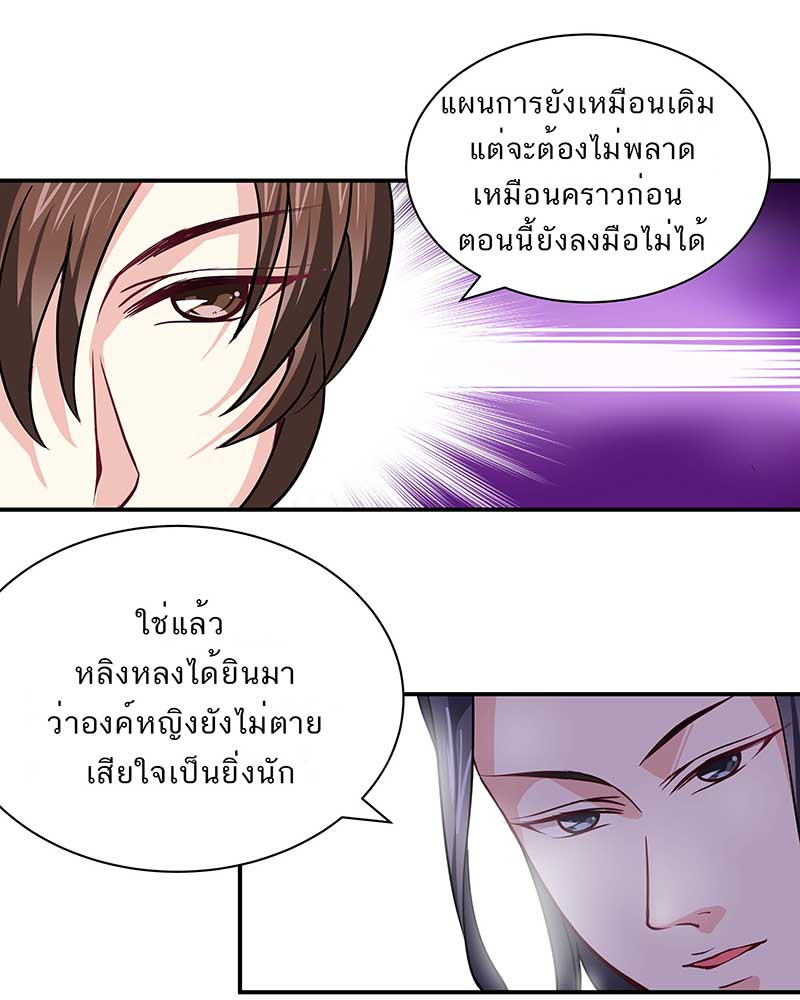 แผนการยังเหมือนเดิม
แต่จะต้องไม่พลาด
เหมือนคราวก่อน
ตอนนี้ยังลงมือไม่ได้
ใช่แล้ว
หลิงหลงได้ยินมา
ว่าองค์หญิงยังไม่ตาย
เสียใจเป็นยิ่งนัก